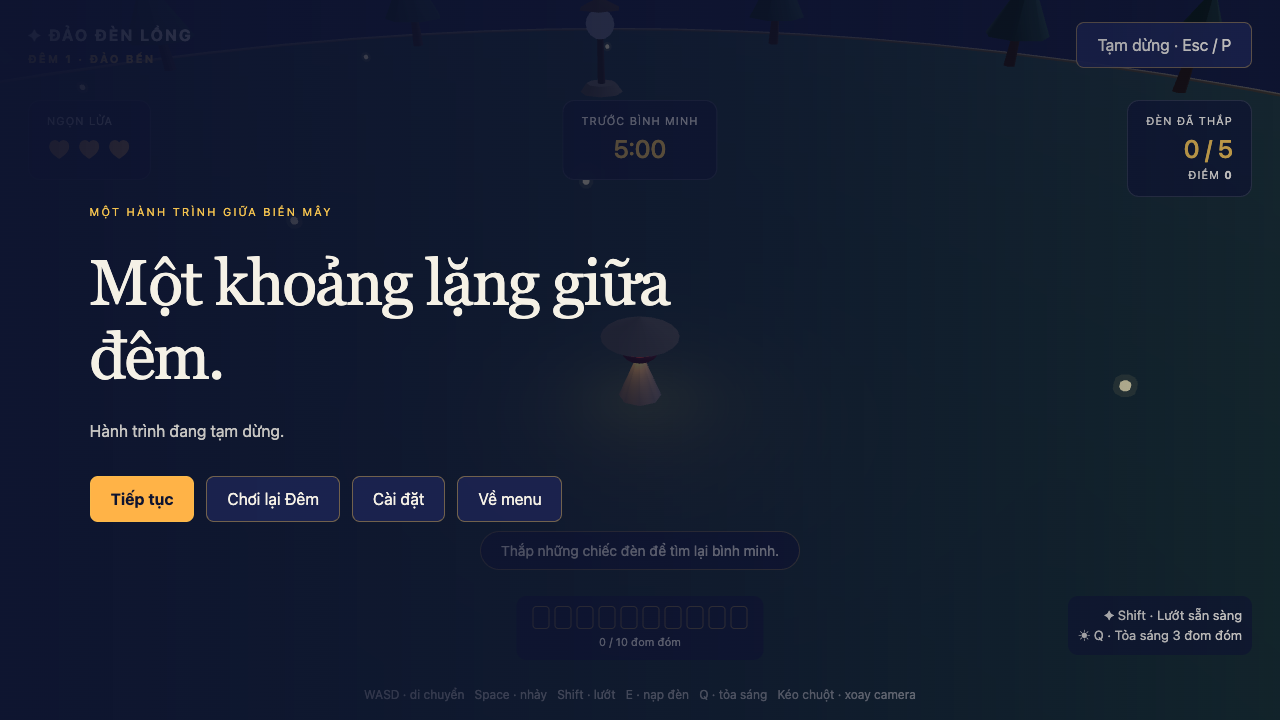 ✦ ĐẢO ĐÈN LỒNG
ĐÊM 1 · ĐẢO BẾN
Tạm dừng · Esc / P
NGỌN LỬA
TRƯỚC BÌNH MINH
5:00
ĐÈN ĐÃ THẮP
0 / 5
ĐIỂM 0
MỘT HÀNH TRÌNH GIỮA BIỂN MÂY
Một khoảng lặng giữa
đêm.
Hành trình đang tạm dừng.
Tiếp tục
Chơi lại Đêm
Cài đặt
Về menu
Thắp những chiếc đèn để tìm lại bình minh.
0 / 10 đom đóm
✦ Shift · Lướt sẵn sàng
☀ Q · Tỏa sáng 3 đom đóm
WASD · di chuyển Space · nhảy Shift · lướt E · nạp đèn Q · tỏa sáng Kéo chuột · xoay camera